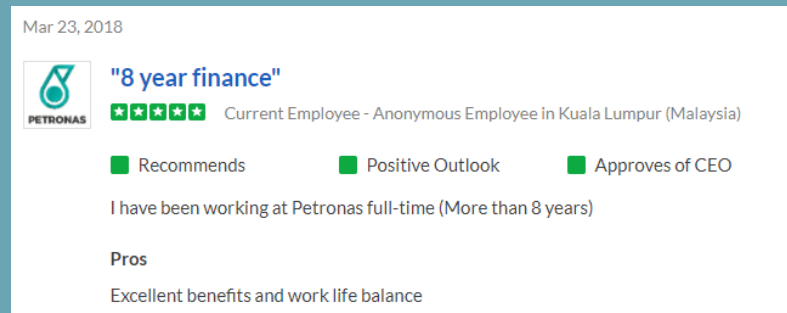 Mar 23, 2018
"8 year finance"
PETRONAS
Current Employee - Anonymous Employee in Kuala Lumpur (Malaysia)
Recommends Positive Outlook Approves of CEO
I have been working at Petronas full-time (More than 8 years)
Pros
Excellent benefits and work life balance